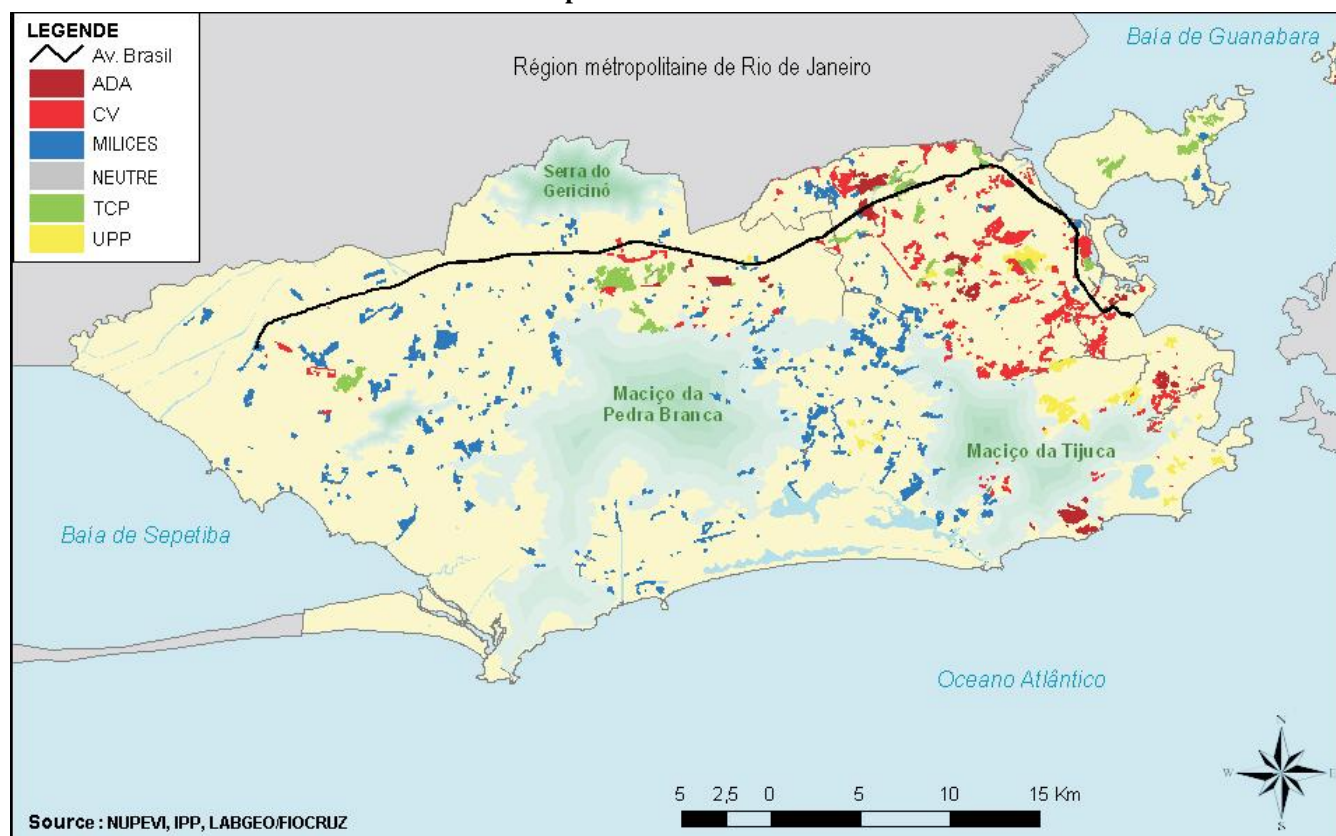 LEGENDE
Av. Brasil
ADA
CV
MILICES
NEUTRE
TCP
UPP
Région métropolitaine de Rio de Janeiro
Baía de Guanabara
Serra do
Gericinó
Maciço da
Pedra Branca
Maciço da Tijuca
Baía de Sepetiba
Oceano Atlântico
N
W
E
S
5 2,5 0 5 10 15 Km
Source : NUPEVI, IPP, LABGEO/FIOCRUZ